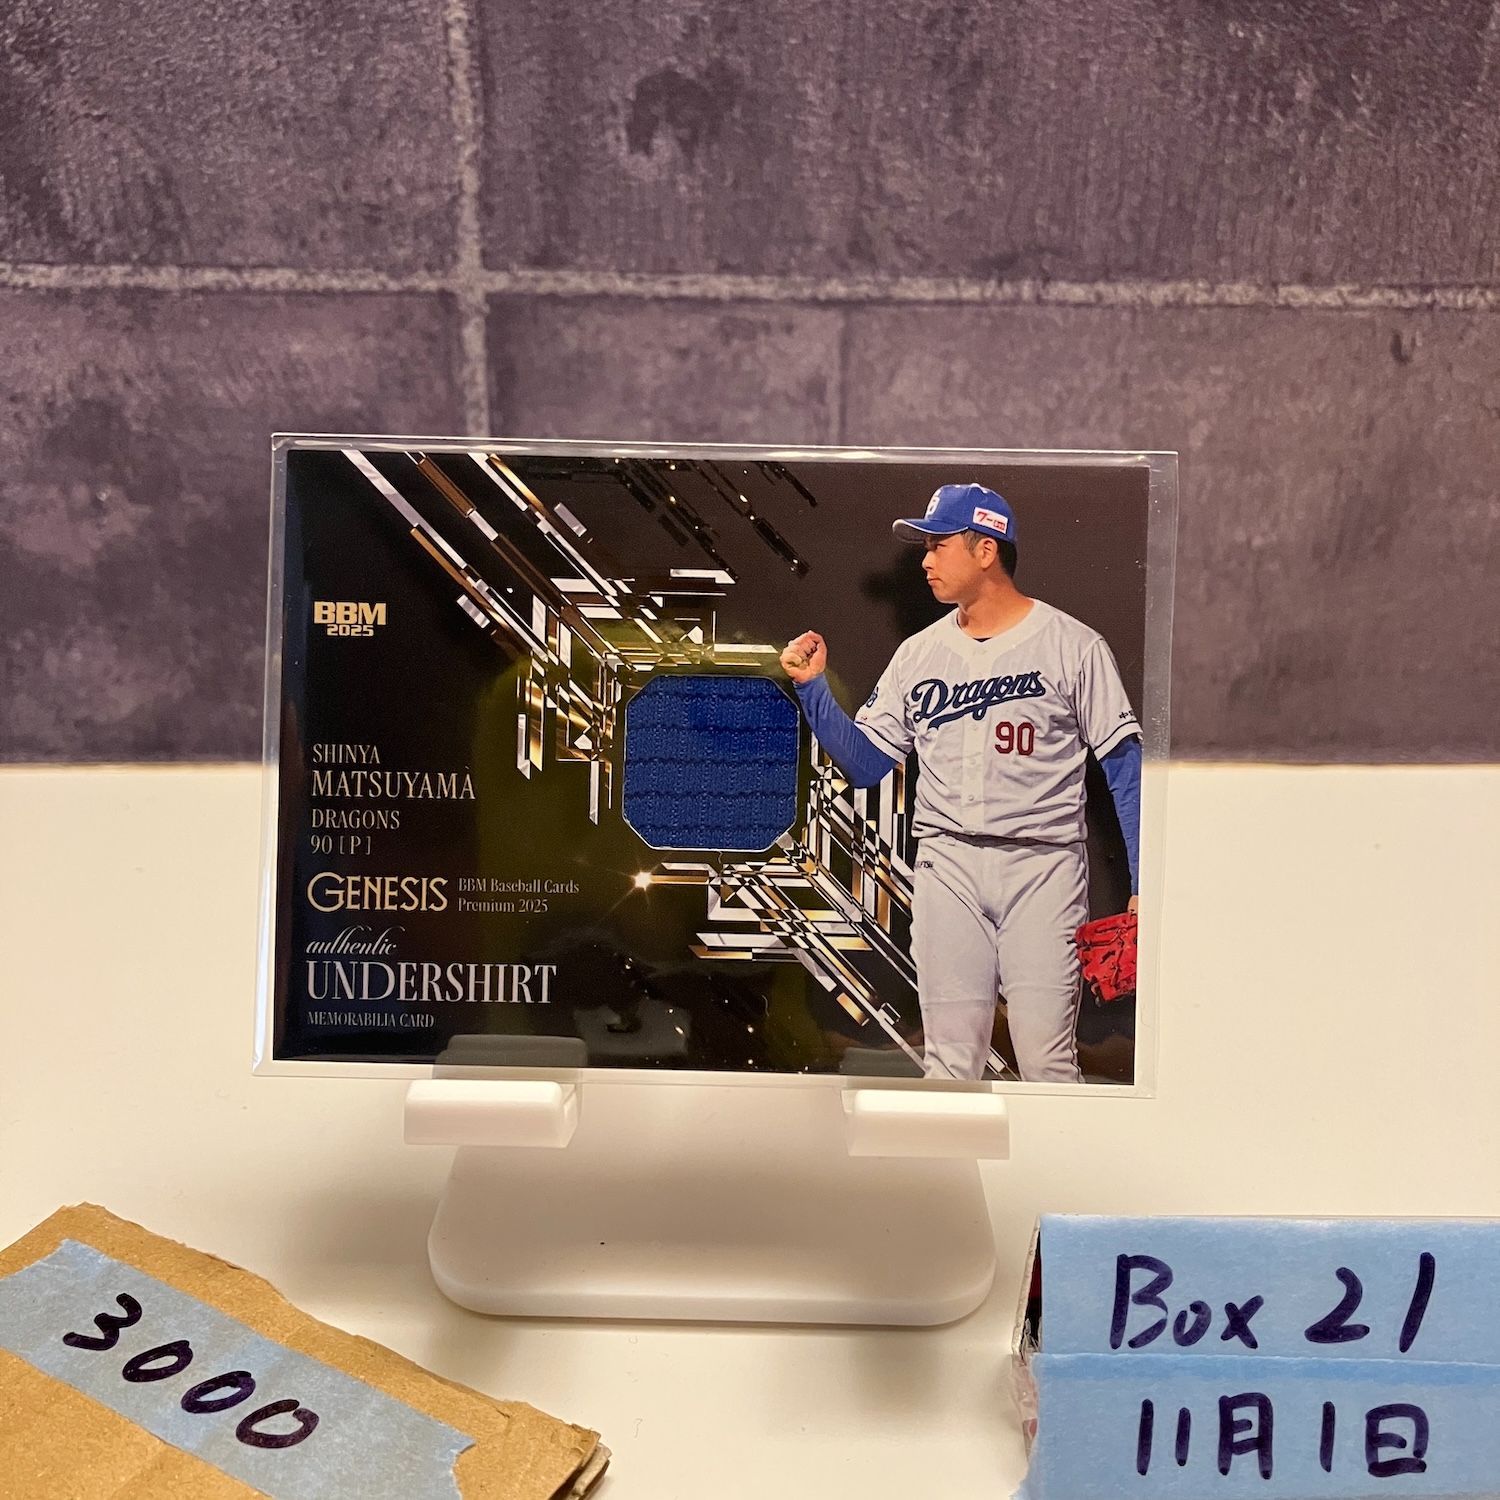 BBM
2025
SHINYA
MATSUYAMA
DRAGONS
90 [P]
GENESIS
BBM Baseball Cards
Premium 2025
authentic
UNDERSHIRT
MEMORABILIA CARD
Dragons
90
3000
Box 21
11月1日